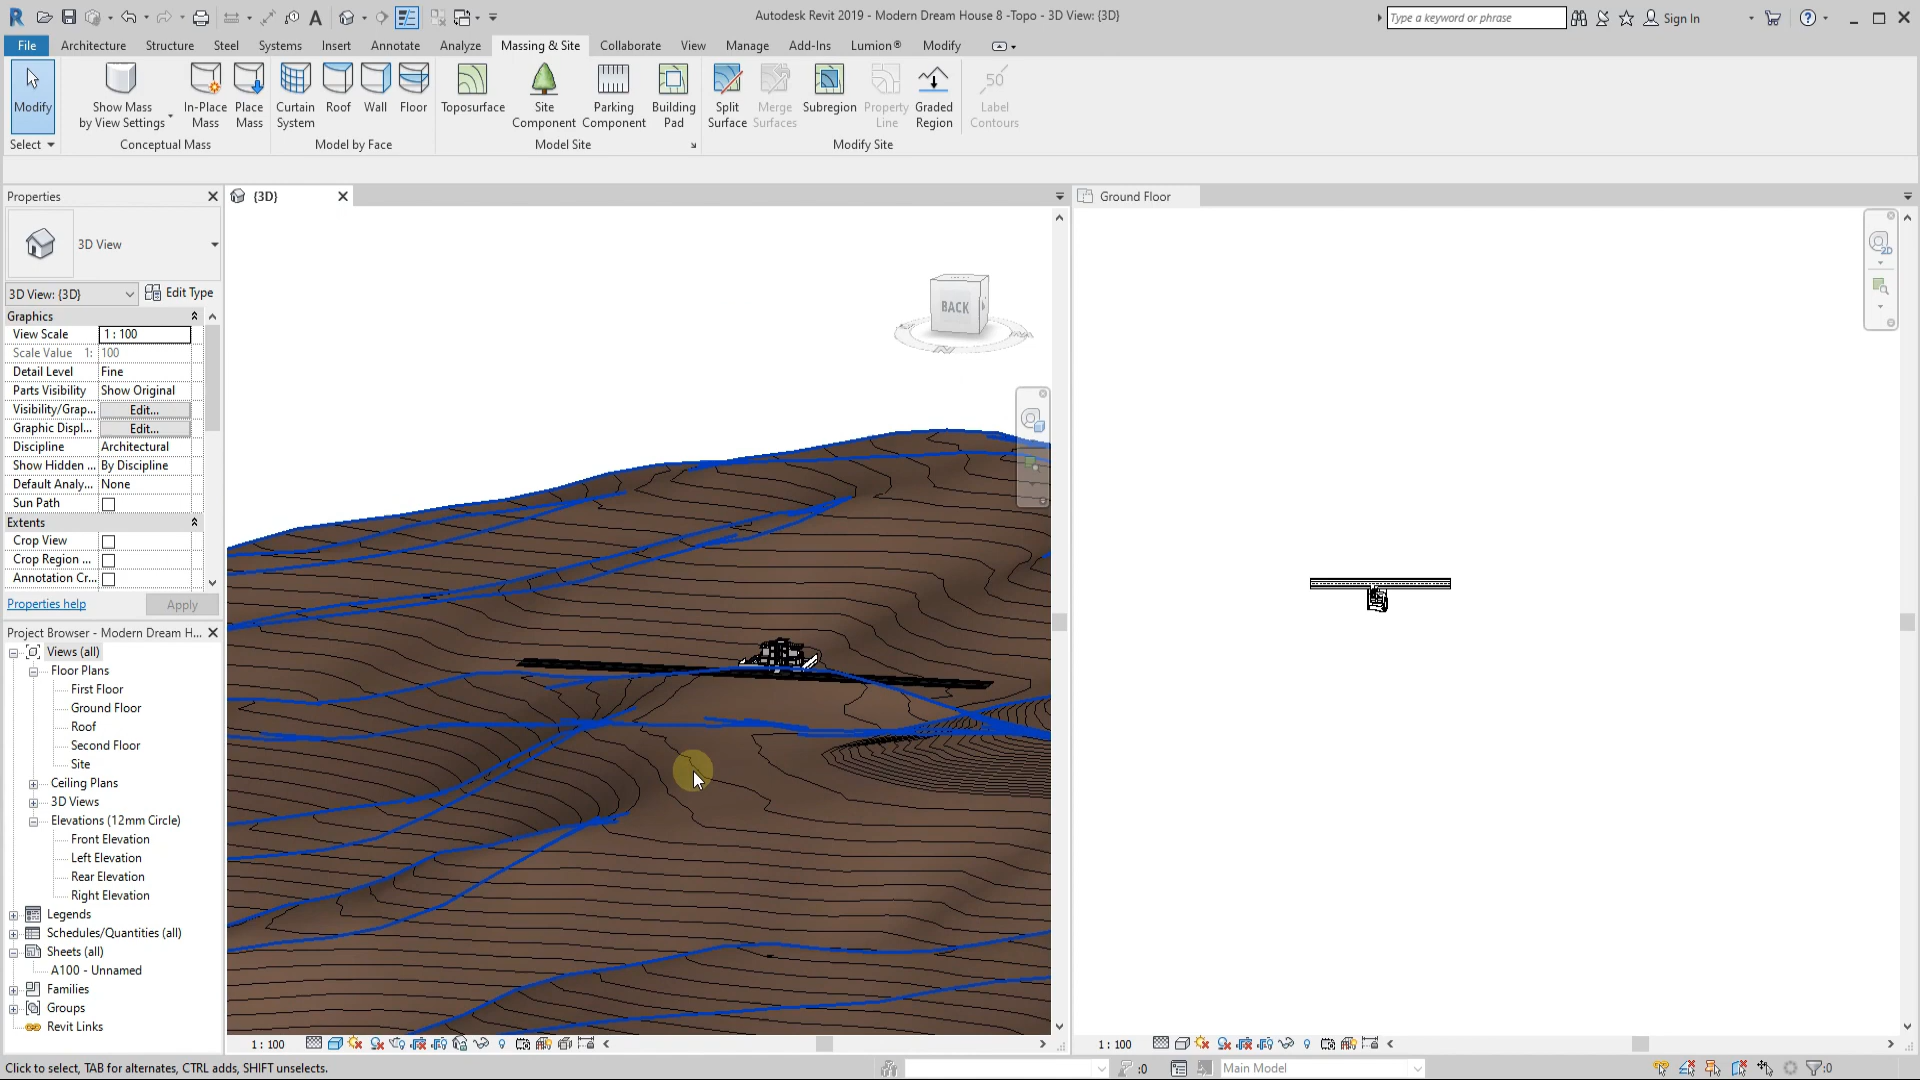 Autodesk Revit 2019 - Modern Dream House 8 -Topo - 3D View: {3D}
Type a keyword or phrase
Sign In
File Architecture Structure Steel Systems Insert Annotate Analyze Massing & Site Collaborate View Manage Add-Ins Lumion® Modify
Modify
Show Mass by View Settings
In-Place Mass
Place Mass
Curtain System
Roof
Wall
Floor
Toposurface
Site Component
Parking Component
Building Pad
Split Surface
Merge Surfaces
Subregion
Property Line
Graded Region
50
Label Contours
Select
Conceptual Mass
Model by Face
Model Site
Modify Site
Properties
{3D}
Ground Floor
3D View
3D View: {3D}
Edit Type
Graphics
View Scale 1 : 100
Scale Value 1: 100
Detail Level Fine
Parts Visibility Show Original
Visibility/Grap... Edit...
Graphic Displ... Edit...
Discipline Architectural
Show Hidden ... By Discipline
Default Analy... None
Sun Path
Extents
Crop View
Crop Region ...
Annotation Cr...
Properties help
Apply
BACK
2D
Project Browser - Modern Dream H...
Views (all)
Floor Plans
First Floor
Ground Floor
Roof
Second Floor
Site
Ceiling Plans
3D Views
Elevations (12mm Circle)
Front Elevation
Left Elevation
Rear Elevation
Right Elevation
Legends
Schedules/Quantities (all)
Sheets (all)
A100 - Unnamed
Families
Groups
Revit Links
1 : 100
1 : 100
Click to select, TAB for alternates, CTRL adds, SHIFT unselects.
:0
Main Model
:0